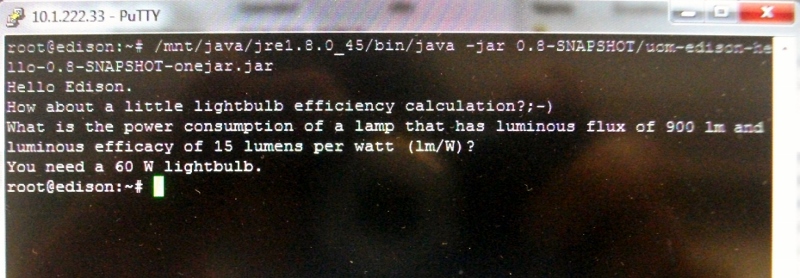 10.1.222.33 - PuTTY
root@edison:~# /mnt/java/jre1.8.0_45/bin/java -jar 0.8-SNAPSHOT/uom-edison-he
llo-0.8-SNAPSHOT-onejar.jar
Hello Edison.
How about a little lightbulb efficiency calculation?;-)
What is the power consumption of a lamp that has luminous flux of 900 lm and
luminous efficacy of 15 lumens per watt (lm/W)?
You need a 60 W lightbulb.
root@edison:~#